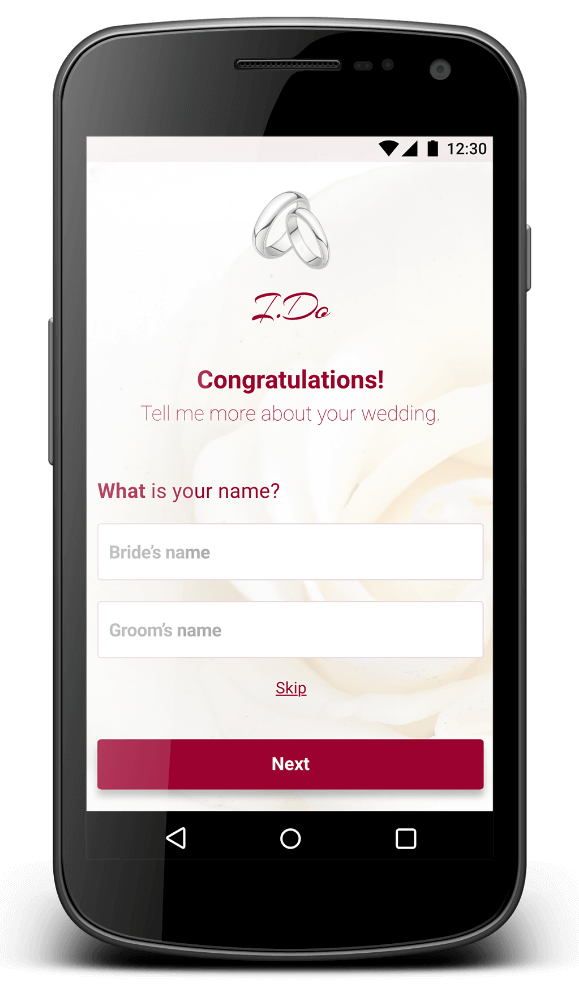 12:30
I.Do
Congratulations!
Tell me more about your wedding.
What is your name?
Bride's name
Groom's name
Skip
Next